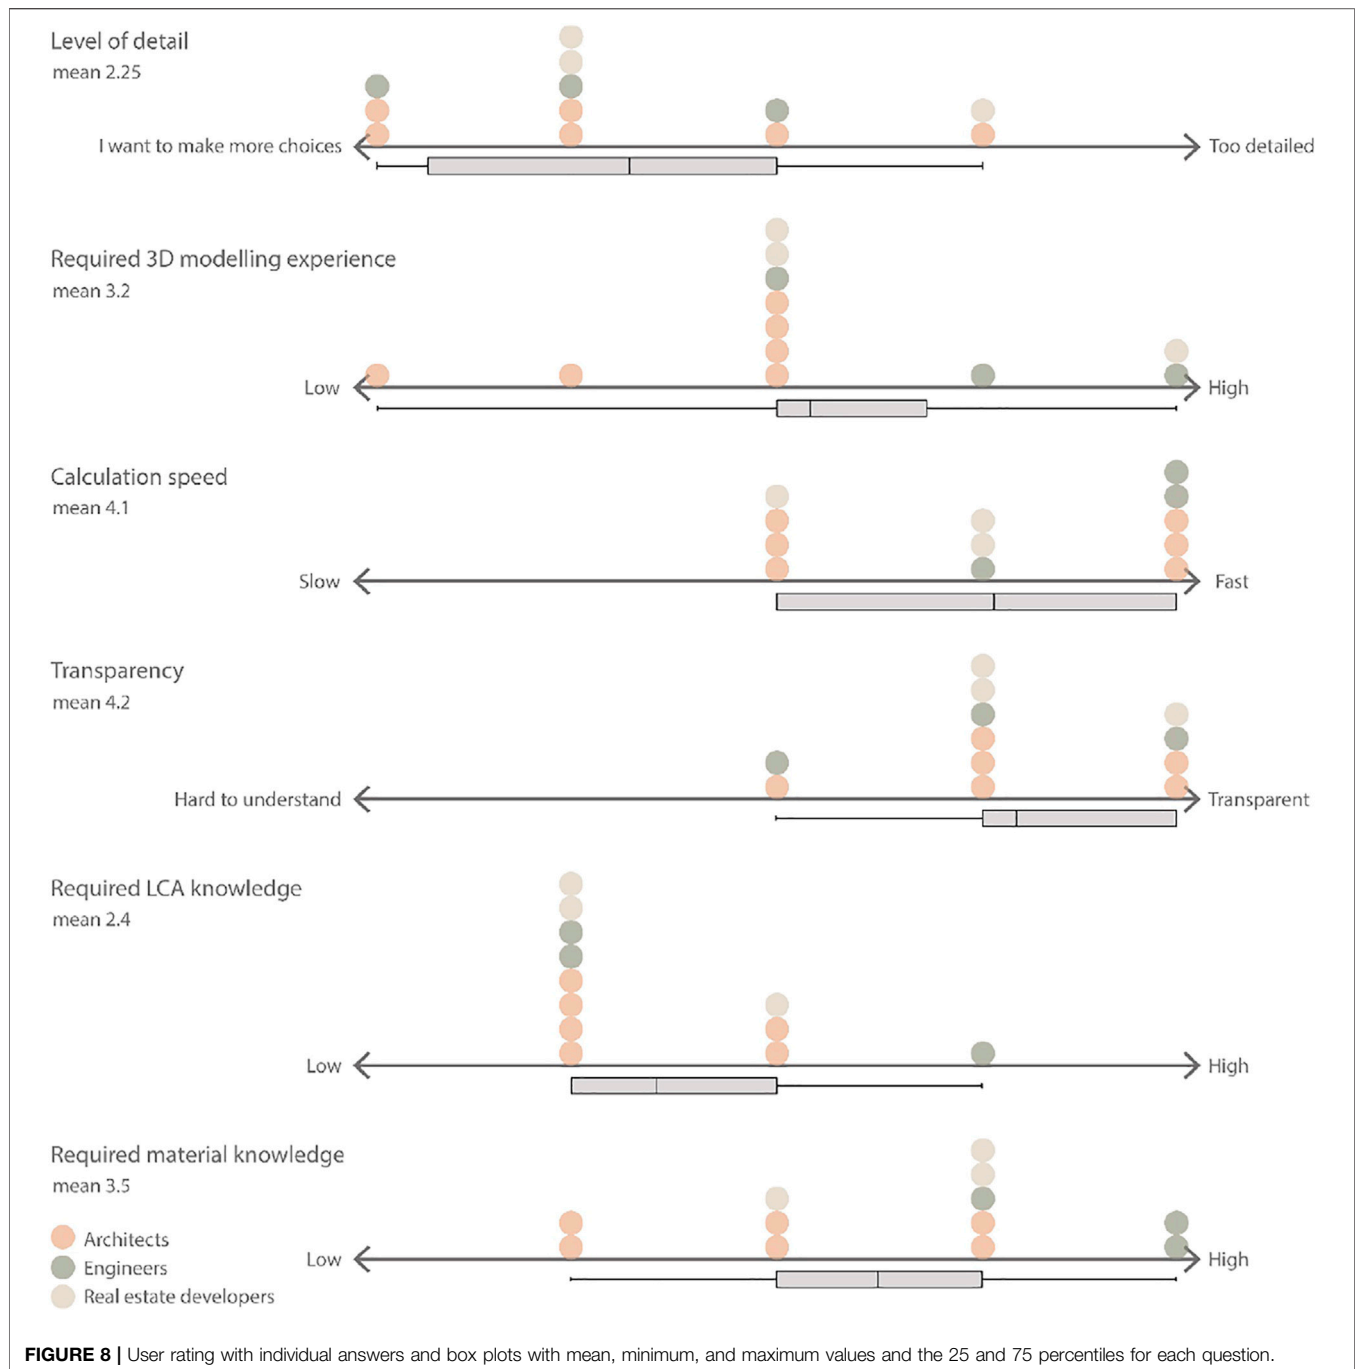 Level of detail
mean 2.25
I want to make more choices
Too detailed
Required 3D modelling experience
mean 3.2
Low
High
Calculation speed
mean 4.1
Slow
Fast
Transparency
mean 4.2
Hard to understand
Transparent
Required LCA knowledge
mean 2.4
Low
High
Required material knowledge
mean 3.5
Architects
Engineers
Real estate developers
Low
High
FIGURE 8 | User rating with individual answers and box plots with mean, minimum, and maximum values and the 25 and 75 percentiles for each question.